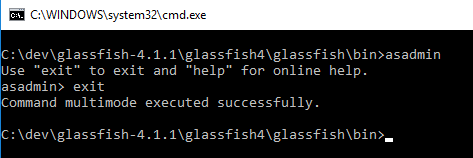 C:\WINDOWS\system32\cmd.exe
C:\dev\glassfish-4.1.1\glassfish4\glassfish\bin>asadmin
Use "exit" to exit and "help" for online help.
asadmin> exit
Command multimode executed successfully.
C:\dev\glassfish-4.1.1\glassfish4\glassfish\bin>